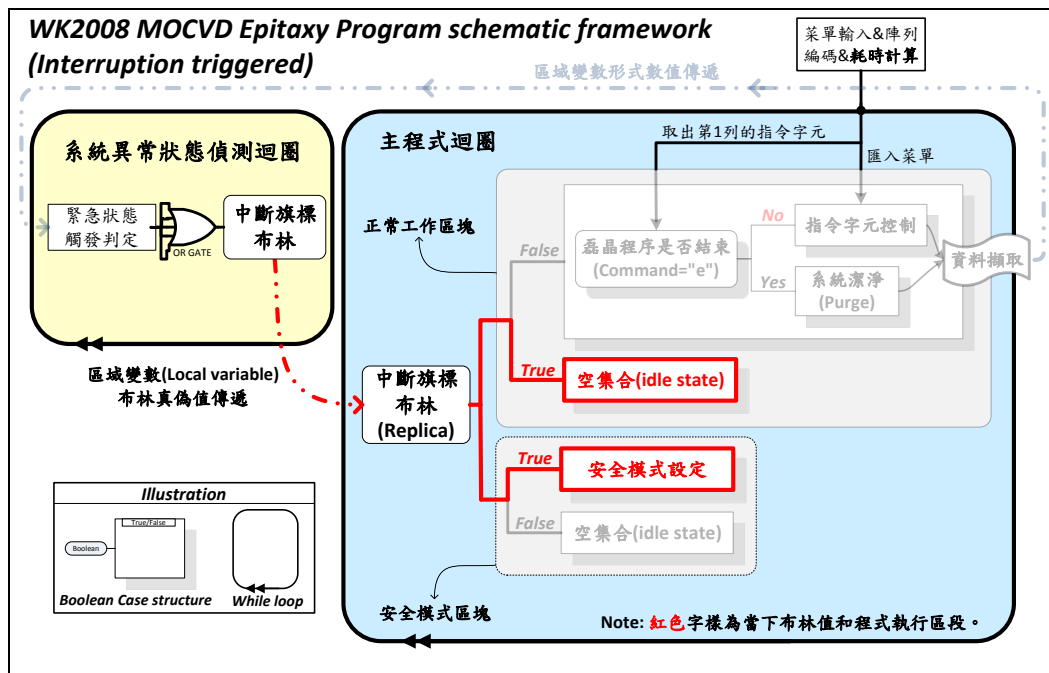 WK2008 MOCVD Epitaxy Program schematic framework
(Interruption triggered)
菜單輸入&陣列
編碼&耗時計算
區域變數形式數值傳遞
系統異常狀態偵測迴圈
緊急狀態
觸發判定
OR GATE
中斷旗標
布林
區域變數(Local variable)
布林真偽值傳遞
主程式迴圈
取出第1列的指令字元
匯入菜單
正常工作區塊
False
磊晶程序是否結束
(Command="e")
No
指令字元控制
Yes
系統潔淨
(Purge)
資料擷取
True
空集合(idle state)
中斷旗標
布林
(Replica)
True
安全模式設定
False
空集合(idle state)
安全模式區塊
Note: 紅色字樣為當下布林值和程式執行區段。
Illustration
True/False
Boolean
Boolean Case structure
While loop